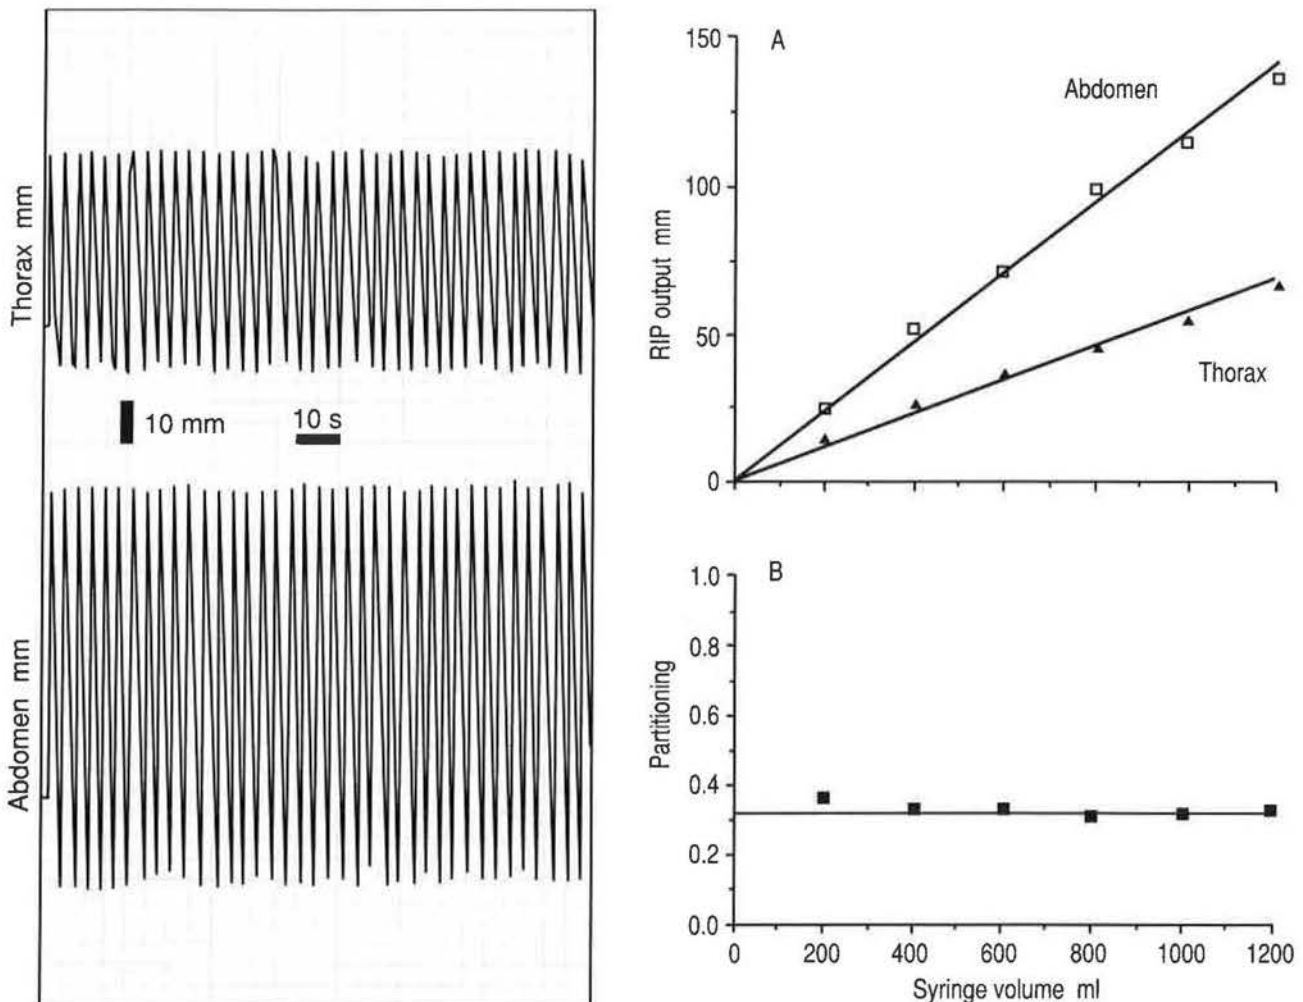 Thorax mm
10 mm
10 s
Abdomen mm
A
150
100
50
0
RIP output mm
Abdomen
Thorax
B
1.0
0.8
0.6
0.4
0.2
0.0
Partitioning
0 200 400 600 800 1000 1200
Syringe volume ml